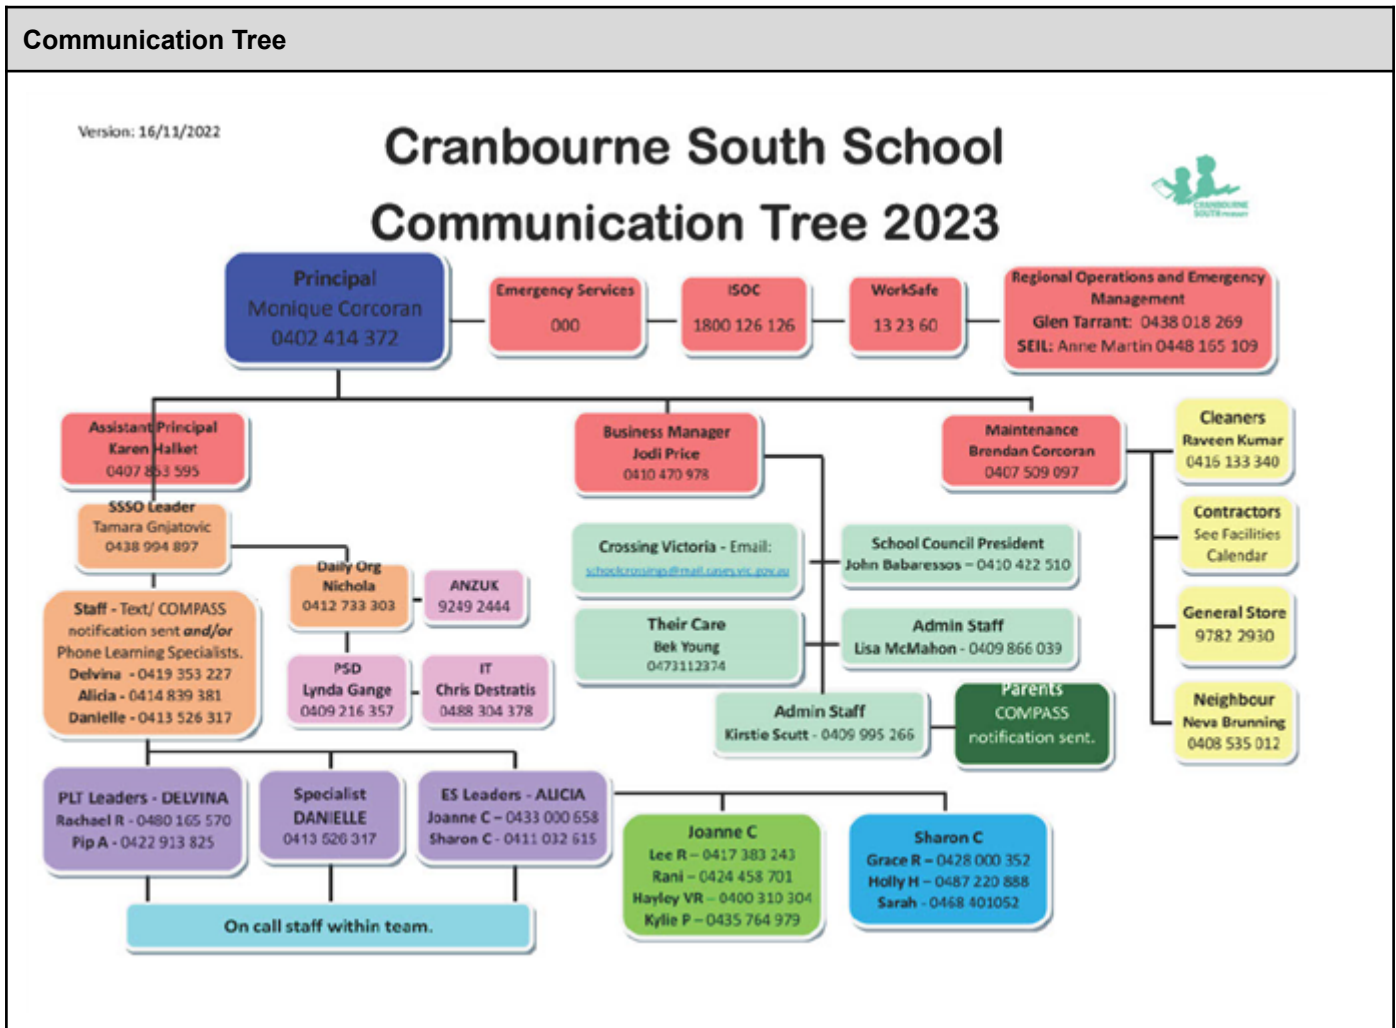 Communication Tree
Version: 16/11/2022
Cranbourne South School
Communication Tree 2023
CRANBOURNE
SOUTH PRIMARY
Principal
Monique Corcoran
0402 414 372
Emergency Services
000
ISOC
1800 126 126
WorkSafe
13 23 60
Regional Operations and Emergency
Management
Glen Tarrant: 0438 018 269
SEIL: Anne Martin 0448 165 109
Assistant Principal
Karen Halket
0407 853 595
Business Manager
Jodi Price
0410 470 978
Maintenance
Brendan Corcoran
0407 509 097
Cleaners
Raveen Kumar
0416 133 340
SSSO Leader
Tamara Gnjatovic
0438 994 897
Contractors
See Facilities
Calendar
Daily Org
Nichola
0412 733 303
ANZUK
9249 2444
Crossing Victoria - Email:
schoolcrossings@mail.cases.vic.gov.au
School Council President
John Babaressos – 0410 422 510
Staff - Text/ COMPASS
notification sent and/or
Phone Learning Specialists.
Delvina - 0419 353 227
Alicia - 0414 839 381
Danielle - 0413 526 317
Their Care
Bek Young
0473112374
Admin Staff
Lisa McMahon - 0409 866 039
General Store
9782 2930
PSD
Lynda Gange
0409 216 357
IT
Chris Destratis
0488 304 378
Admin Staff
Kirstie Scutt - 0409 995 266
Parents
COMPASS
notification sent.
Neighbour
Neva Brunning
0408 535 012
PLT Leaders - DELVINA
Rachael R - 0480 165 570
Pip A - 0422 913 825
Specialist
DANIELLE
0413 526 317
ES Leaders - ALICIA
Joanne C – 0433 000 658
Sharon C - 0411 032 615
Joanne C
Lee R – 0417 383 243
Rani – 0424 458 701
Hayley VR – 0400 310 304
Kylie P – 0435 764 979
Sharon C
Grace R – 0428 000 352
Holly H – 0487 220 888
Sarah - 0468 401052
On call staff within team.